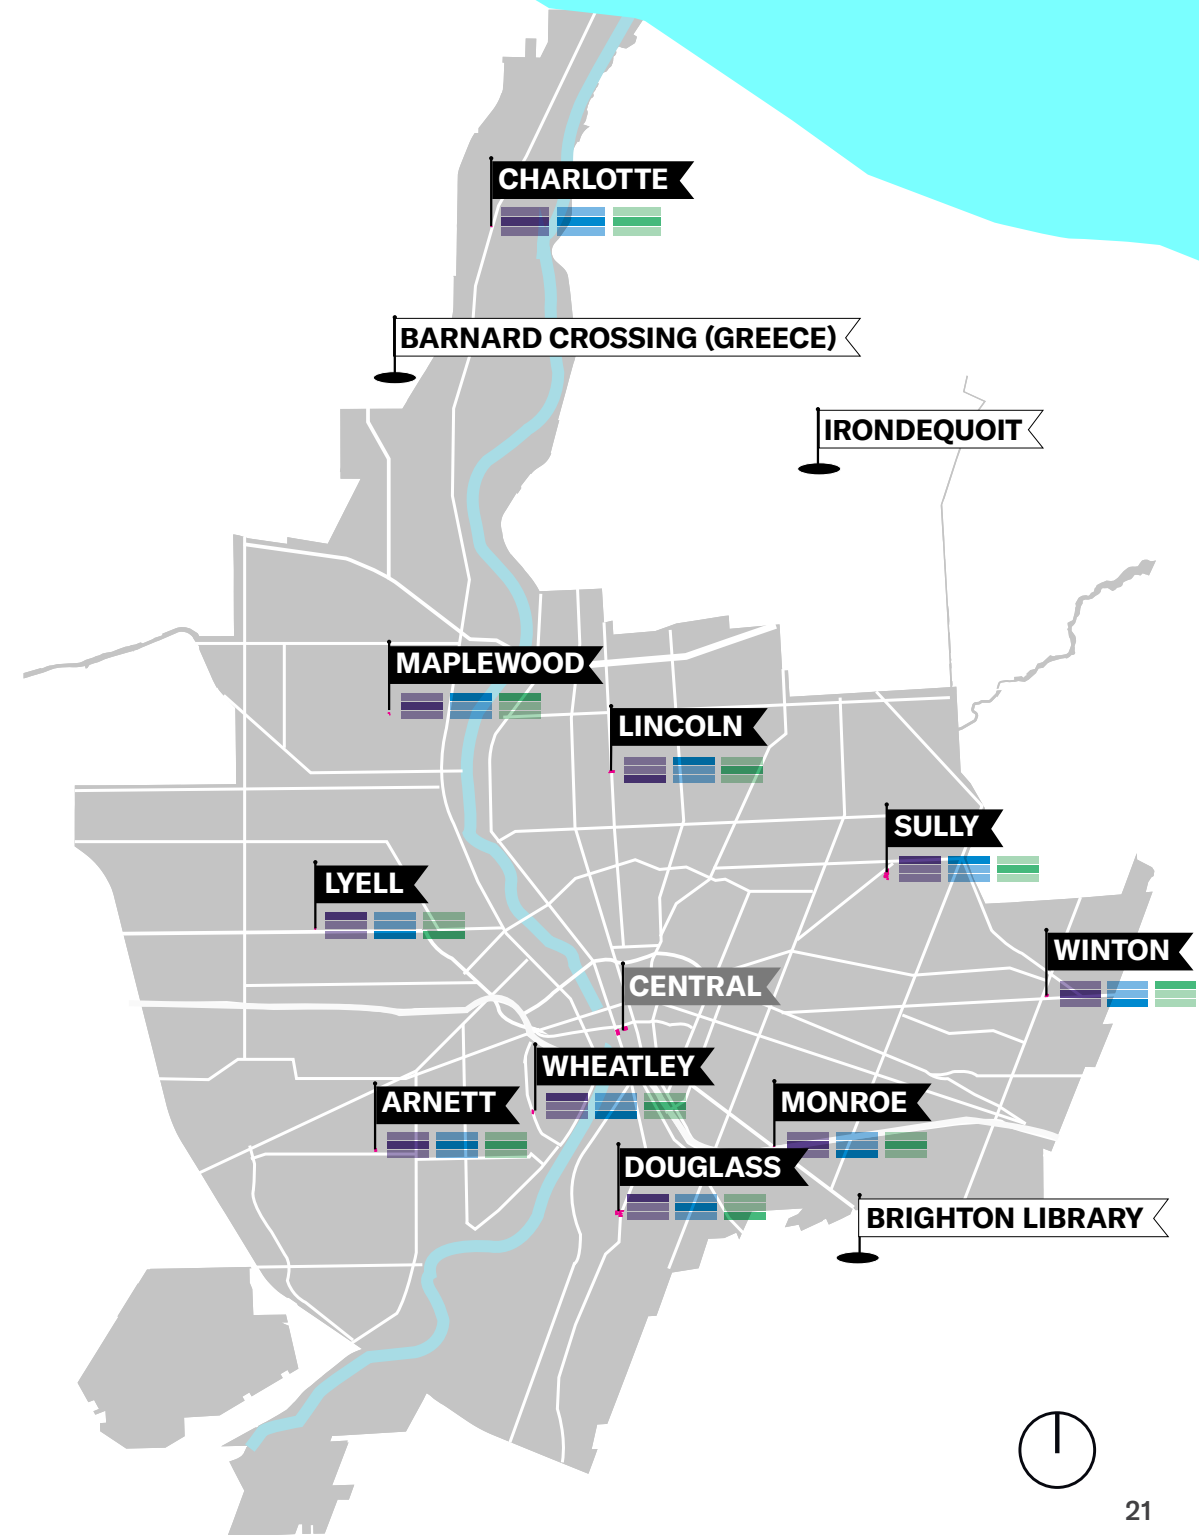 CHARLOTTE
BARNARD CROSSING (GREECE)
IRONDEQUOIT
MAPLEWOOD
LINCOLN
SULLY
LYELL
WINTON
CENTRAL
WHEATLEY
ARNETT
MONROE
DOUGLASS
BRIGHTON LIBRARY
21